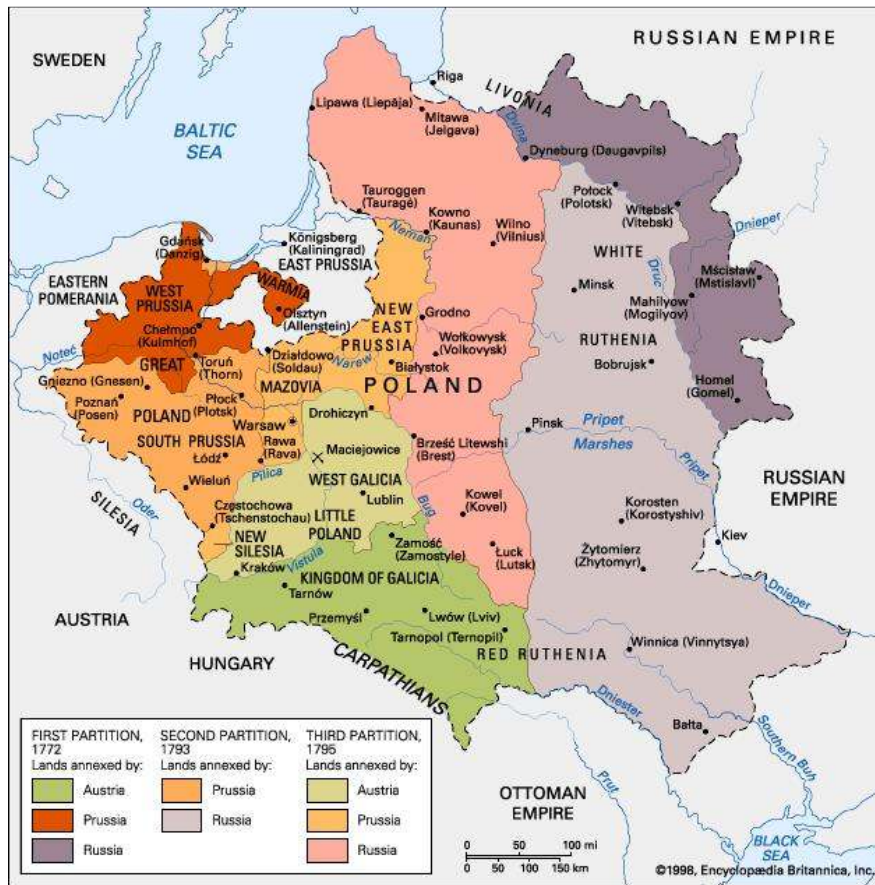 RUSSIAN EMPIRE
SWEDEN
Riga
LIVONIA
Lipawa (Liepāja)
Mitawa
(Jelgava)
Dvina
BALTIC
SEA
Dyneburg (Daugavpils)
Tauroggen
(Tauragė)
Połock
(Polotsk)
Witebsk
(Vitebsk)
Dnieper
Kowno
(Kaunas)
Wilno
(Vilnius)
Neman
Gdańsk
(Danzig)
Königsberg
(Kaliningrad)
EAST PRUSSIA
WHITE
Druc
Mścisław
(Mstislavl)
EASTERN
POMERANIA
WEST
PRUSSIA
WARMIA
Minsk
Mahilyow
(Mogilyov)
Olsztyn
(Allenstein)
NEW
EAST
PRUSSIA
Grodno
Chełmno
(Kulmhof)
RUTHENIA
Noteć
GREAT
Toruń
(Thorn)
Działdowo
(Soldau)
Narew
Wołkowysk
(Volkovysk)
Bobrujsk
Gniezno (Gnesen)
MAZOVIA
Białystok
POLAND
Homel
(Gomel)
Poznań
(Posen)
Płock
(Plotsk)
Drohiczyn
POLAND
SOUTH PRUSSIA
Warsaw
Pinsk
Pripet
Marshes
Rawa
(Rava)
Brześć Litewshi
(Brest)
Łódź
Maciejowice
Pilica
WEST GALICIA
Pripet
RUSSIAN
EMPIRE
Wieluń
Lublin
Bug
Kowel
(Kovel)
SILESIA
Oder
Częstochowa
(Tschenstochau)
LITTLE
POLAND
Korosten
(Korostyshiv)
NEW
SILESIA
Zamość
(Zamostyle)
Kiev
Łuck
(Lutsk)
Żytomierz
(Zhytomyr)
Vistula
Kraków
KINGDOM OF GALICIA
Tarnów
Dnieper
AUSTRIA
Przemyśl
Lwów (Lviv)
Tarnopol (Ternopil)
Winnica (Vinnytsya)
RED RUTHENIA
HUNGARY
CARPATHIANS
Dniester
Bałta
Southern Buh
OTTOMAN
EMPIRE
Prut
BLACK
SEA
FIRST PARTITION,
1772
Lands annexed by:
Austria
Prussia
Russia
SECOND PARTITION,
1793
Lands annexed by:
Prussia
Russia
THIRD PARTITION,
1795
Lands annexed by:
Austria
Prussia
Russia
0 50 100 mi
0 50 100 150 km
©1998, Encyclopædia Britannica, Inc.